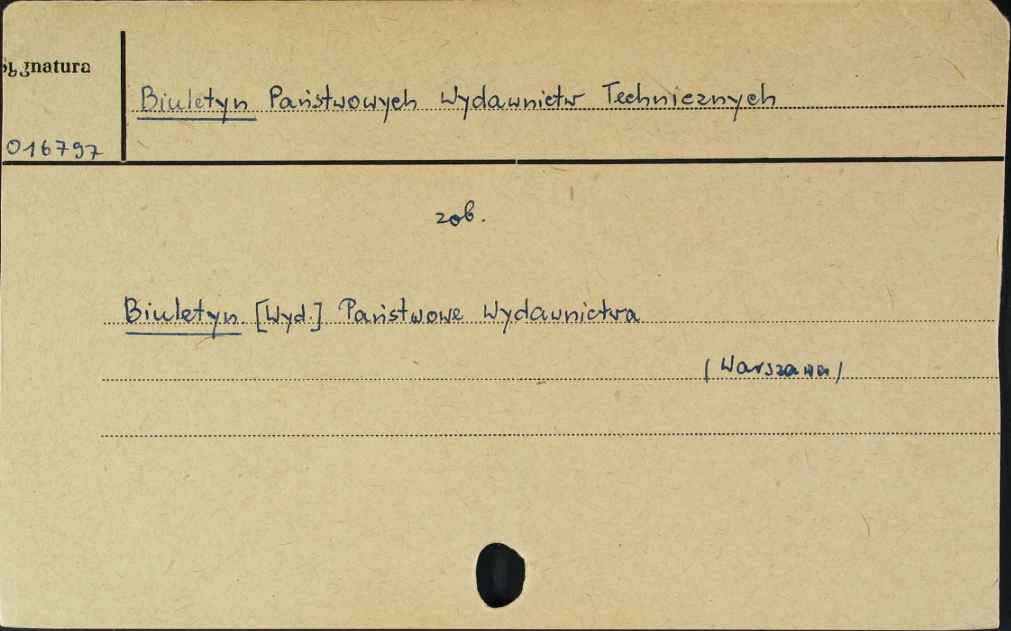 Sygnatura
Biuletyn Państwowych Wydawnictw Technicznych
016797
zob.
Biuletyn [Wyd.] Państwowe Wydawnictwa
(Warszawa)